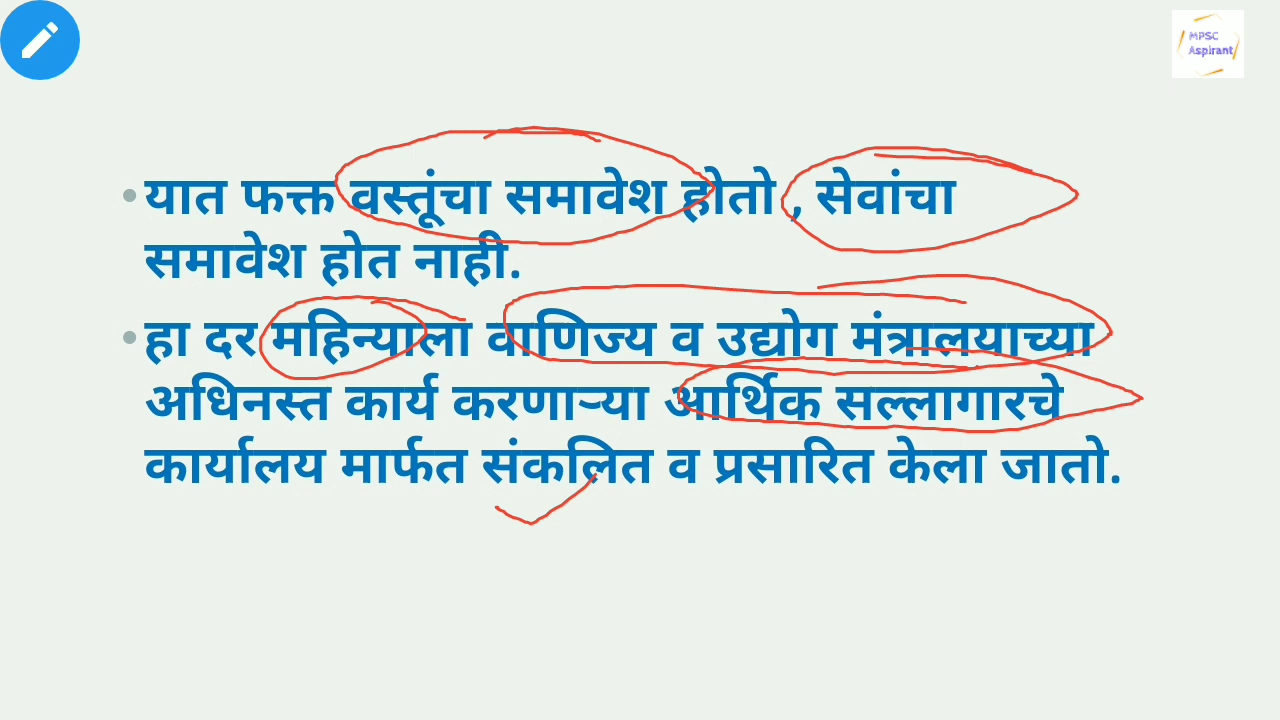 MPSC
Aspirant
• यात फक्त वस्तूंचा समावेश होतो , सेवांचा
समावेश होत नाही.
• हा दर महिन्याला वाणिज्य व उद्योग मंत्रालयाच्या
अधिनस्त कार्य करणाऱ्या आर्थिक सल्लागारचे
कार्यालय मार्फत संकलित व प्रसारित केला जातो.